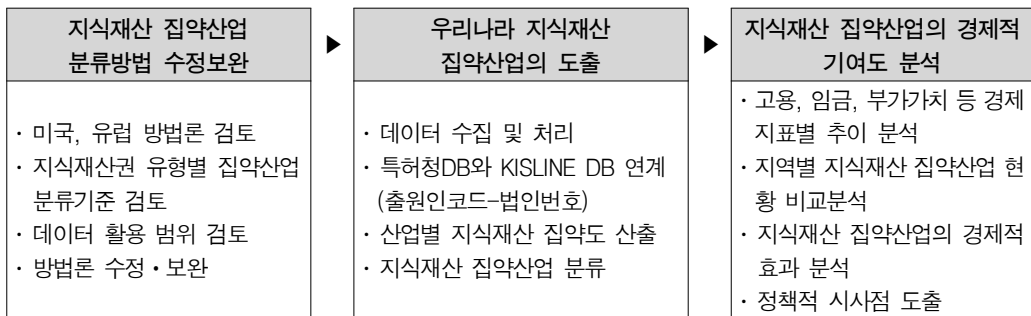 지식재산 집약산업
분류방법 수정보완
· 미국, 유럽 방법론 검토
· 지식재산권 유형별 집약산업
분류기준 검토
· 데이터 활용 범위 검토
· 방법론 수정·보완
▶
우리나라 지식재산
집약산업의 도출
· 데이터 수집 및 처리
· 특허청DB와 KISLINE DB 연계
(출원인코드-법인번호)
· 산업별 지식재산 집약도 산출
· 지식재산 집약산업 분류
▶
지식재산 집약산업의 경제적
기여도 분석
· 고용, 임금, 부가가치 등 경제
지표별 추이 분석
· 지역별 지식재산 집약산업 현
황 비교분석
· 지식재산 집약산업의 경제적
효과 분석
· 정책적 시사점 도출